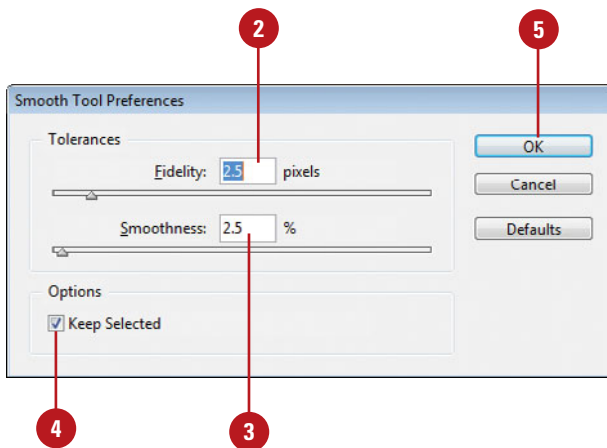 2
5
Smooth Tool Preferences
Tolerances
Fidelity: 2.5 pixels
Smoothness: 2.5 %
OK
Cancel
Defaults
Options
Keep Selected
4
3